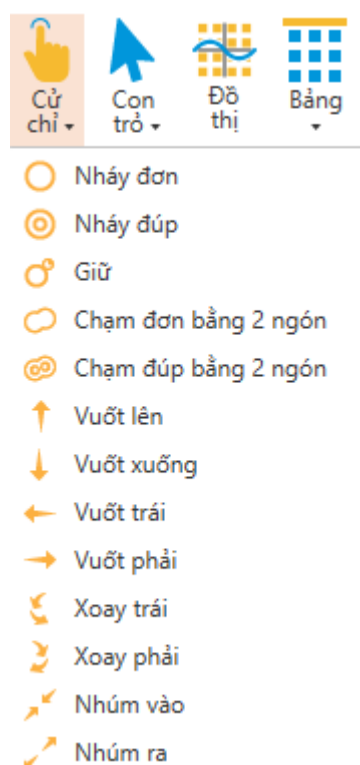 Cử
chỉ
Con
trỏ
Đồ
thị
Bảng
Nháy đơn
Nháy đúp
Giữ
Chạm đơn bằng 2 ngón
Chạm đúp bằng 2 ngón
Vuốt lên
Vuốt xuống
Vuốt trái
Vuốt phải
Xoay trái
Xoay phải
Nhúm vào
Nhúm ra